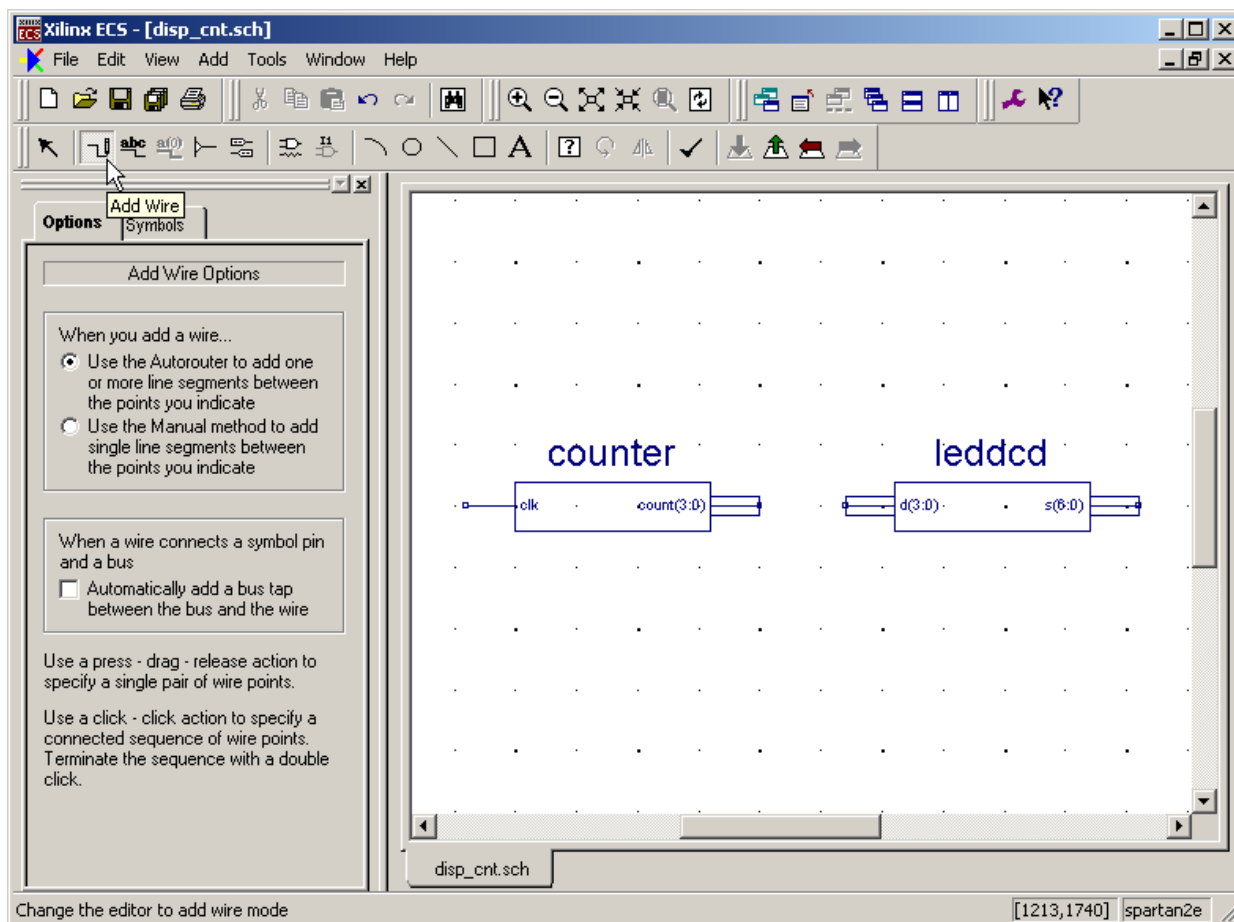 Xilinx ECS - [disp_cnt.sch]
File Edit View Add Tools Window Help
abc a(0) I1 A ? ?
Add Wire
Options Symbols
Add Wire Options
When you add a wire...
Use the Autorouter to add one
or more line segments between
the points you indicate
Use the Manual method to add
single line segments between
the points you indicate
When a wire connects a symbol pin
and a bus
Automatically add a bus tap
between the bus and the wire
Use a press - drag - release action to
specify a single pair of wire points.
Use a click - click action to specify a
connected sequence of wire points.
Terminate the sequence with a double
click.
counter leddcd
clk count(3:0) d(3:0) s(6:0)
disp_cnt.sch
Change the editor to add wire mode [1213,1740] spartan2e